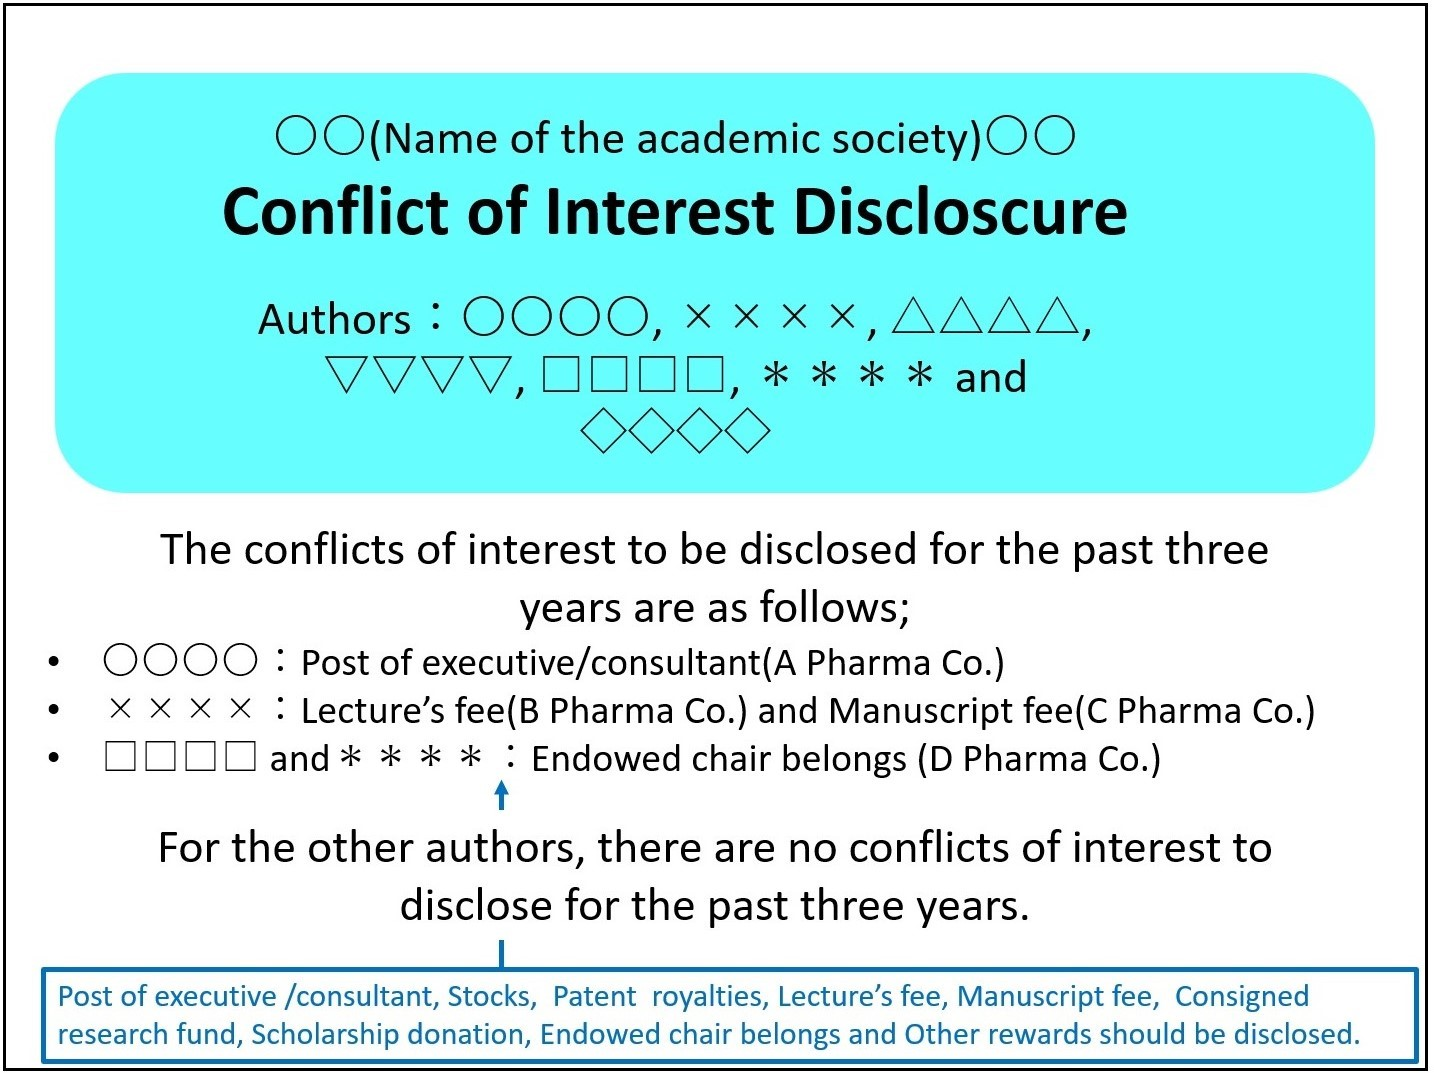 ○○(Name of the academic society)○○
Conflict of Interest Discloscure
Authors：○○○○, ××××, △△△△,
▽▽▽▽, □□□□, ＊＊＊＊ and
◇◇◇◇
The conflicts of interest to be disclosed for the past three
years are as follows;
• ○○○○：Post of executive/consultant(A Pharma Co.)
• ××××：Lecture’s fee(B Pharma Co.) and Manuscript fee(C Pharma Co.)
• □□□□ and＊＊＊＊：Endowed chair belongs (D Pharma Co.)
For the other authors, there are no conflicts of interest to
disclose for the past three years.
Post of executive /consultant, Stocks, Patent royalties, Lecture’s fee, Manuscript fee, Consigned
research fund, Scholarship donation, Endowed chair belongs and Other rewards should be disclosed.